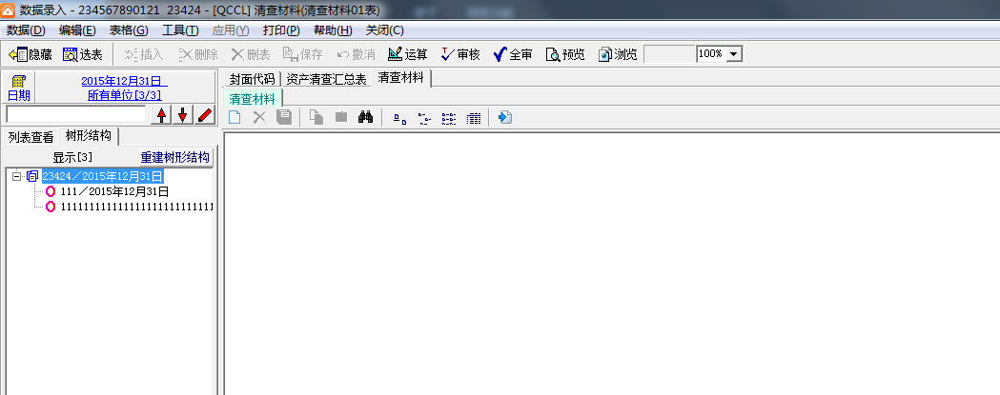 数据录入 - 234567890121 23424 - [QCCL] 清查材料(清查材料01表)
数据(D) 编辑(E) 表格(G) 工具(T) 应用(Y) 打印(P) 帮助(H) 关闭(C)
隐藏 选表 插入 删除 删表 保存 撤消 运算 审核 全审 预览 浏览 100%
日期
2015年12月31日
所有单位[3/3]
列表查看 树形结构
显示[3] 重建树形结构
23424／2015年12月31日
111／2015年12月31日
111111111111111111111111111
封面代码 资产清查汇总表 清查材料
清查材料